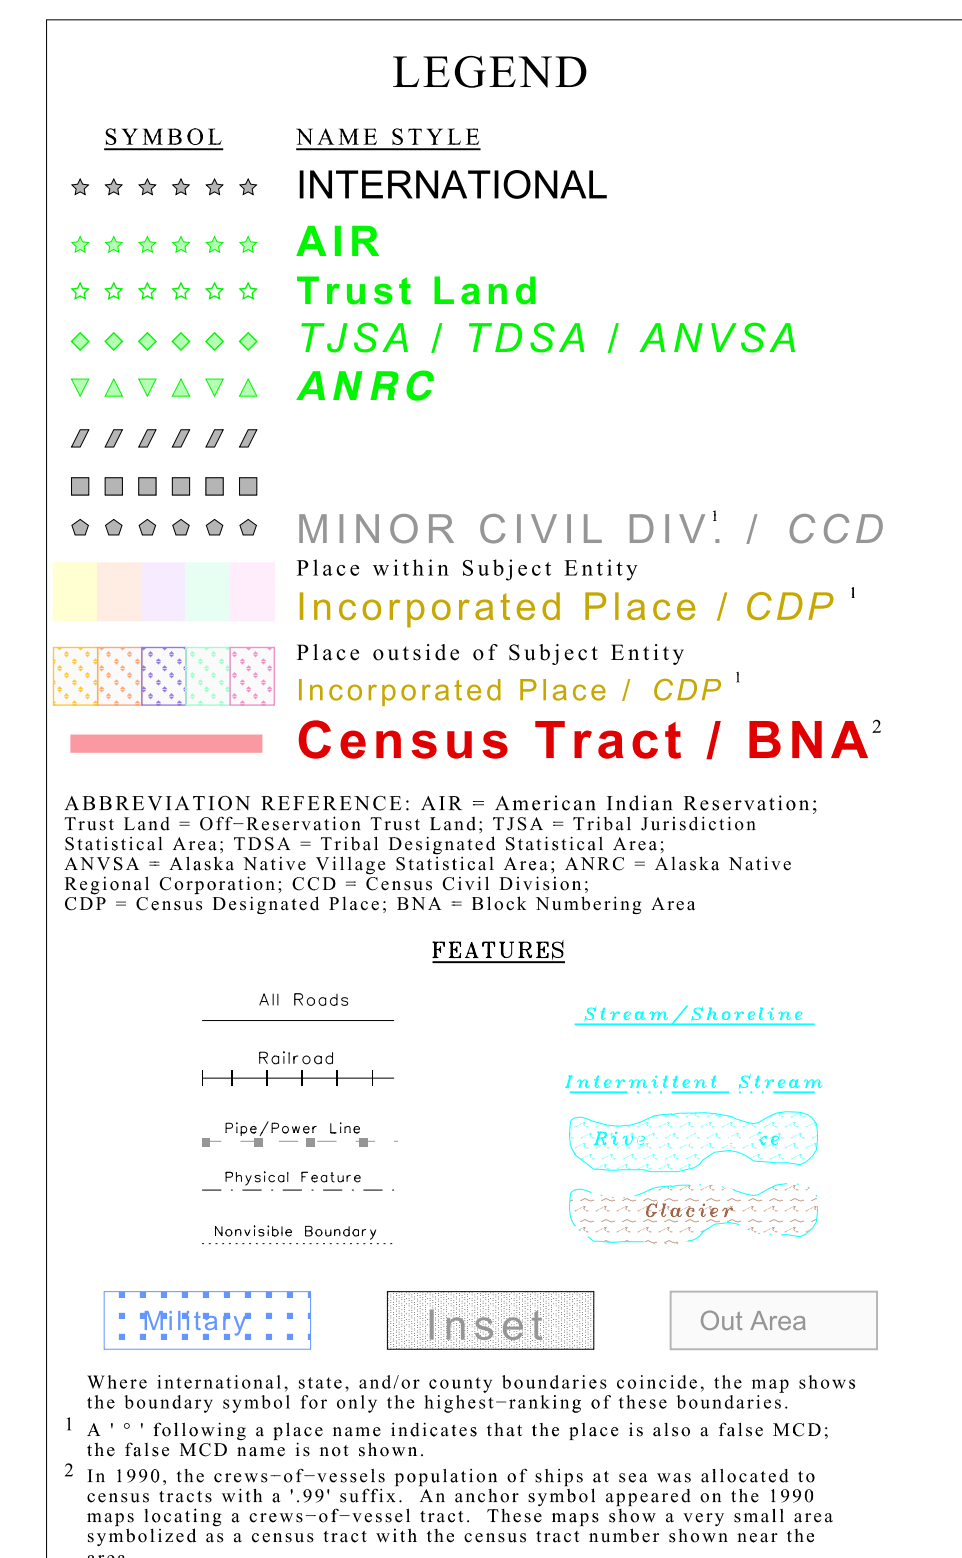 LEGEND
SYMBOL NAME STYLE
INTERNATIONAL
AIR
Trust Land
TJSA / TDSA / ANVSA
ANRC
MINOR CIVIL DIV.1 / CCD
Place within Subject Entity
Incorporated Place / CDP 1
Place outside of Subject Entity
Incorporated Place / CDP 1
Census Tract / BNA2
ABBREVIATION REFERENCE: AIR = American Indian Reservation;
Trust Land = Off−Reservation Trust Land; TJSA = Tribal Jurisdiction
Statistical Area; TDSA = Tribal Designated Statistical Area;
ANVSA = Alaska Native Village Statistical Area; ANRC = Alaska Native
Regional Corporation; CCD = Census Civil Division;
CDP = Census Designated Place; BNA = Block Numbering Area
FEATURES
All Roads
Railroad
Pipe/Power Line
Physical Feature
Nonvisible Boundary
Stream/Shoreline
Intermittent Stream
Glacier
Military
Inset
Out Area
Where international, state, and/or county boundaries coincide, the map shows
the boundary symbol for only the highest−ranking of these boundaries.
1 A ' ° ' following a place name indicates that the place is also a false MCD;
the false MCD name is not shown.
2 In 1990, the crews−of−vessels population of ships at sea was allocated to
census tracts with a '.99' suffix. An anchor symbol appeared on the 1990
maps locating a crews−of−vessel tract. These maps show a very small area
symbolized as a census tract with the census tract number shown near the